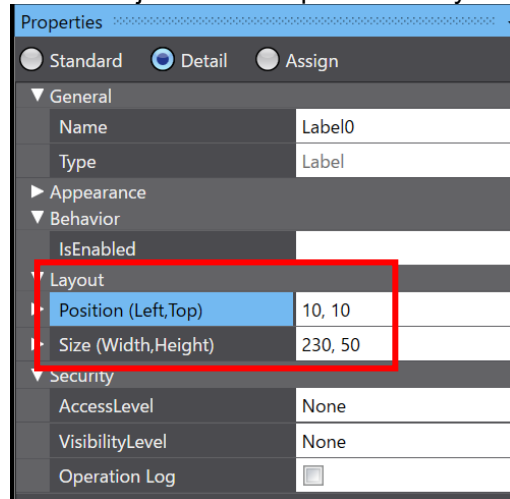 Properties
Standard Detail Assign
General
Name Label0
Type Label
Appearance
Behavior
IsEnabled
Layout
Position (Left,Top) 10, 10
Size (Width,Height) 230, 50
Security
AccessLevel None
VisibilityLevel None
Operation Log